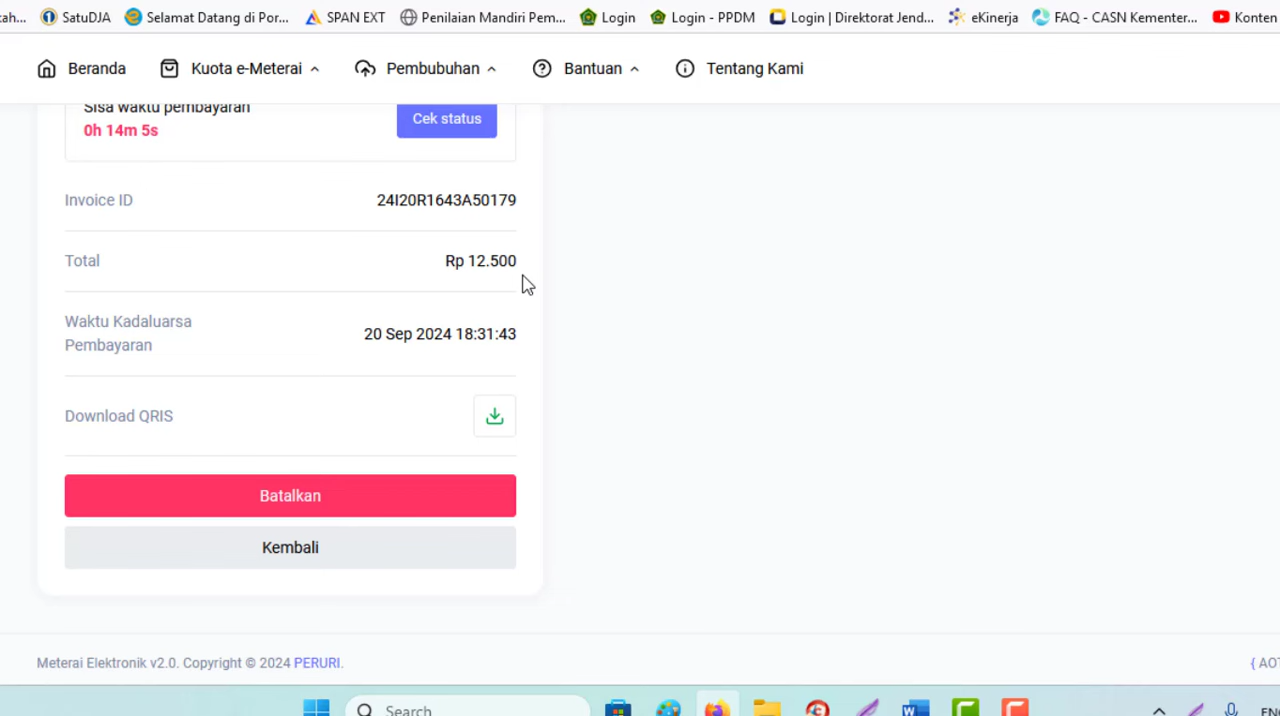 SatuDJA Selamat Datang di Por... SPAN EXT Penilaian Mandiri Pem... Login Login - PPDM Login | Direktorat Jend... eKinerja FAQ - CASN Kementer... Konten
Beranda Kuota e-Meterai Pembubuhan Bantuan Tentang Kami
Sisa waktu pembayaran
0h 14m 5s
Cek status
Invoice ID 24I20R1643A50179
Total Rp 12.500
Waktu Kadaluarsa
Pembayaran
20 Sep 2024 18:31:43
Download QRIS
Batalkan
Kembali
Meterai Elektronik v2.0. Copyright © 2024 PERURI.
Search